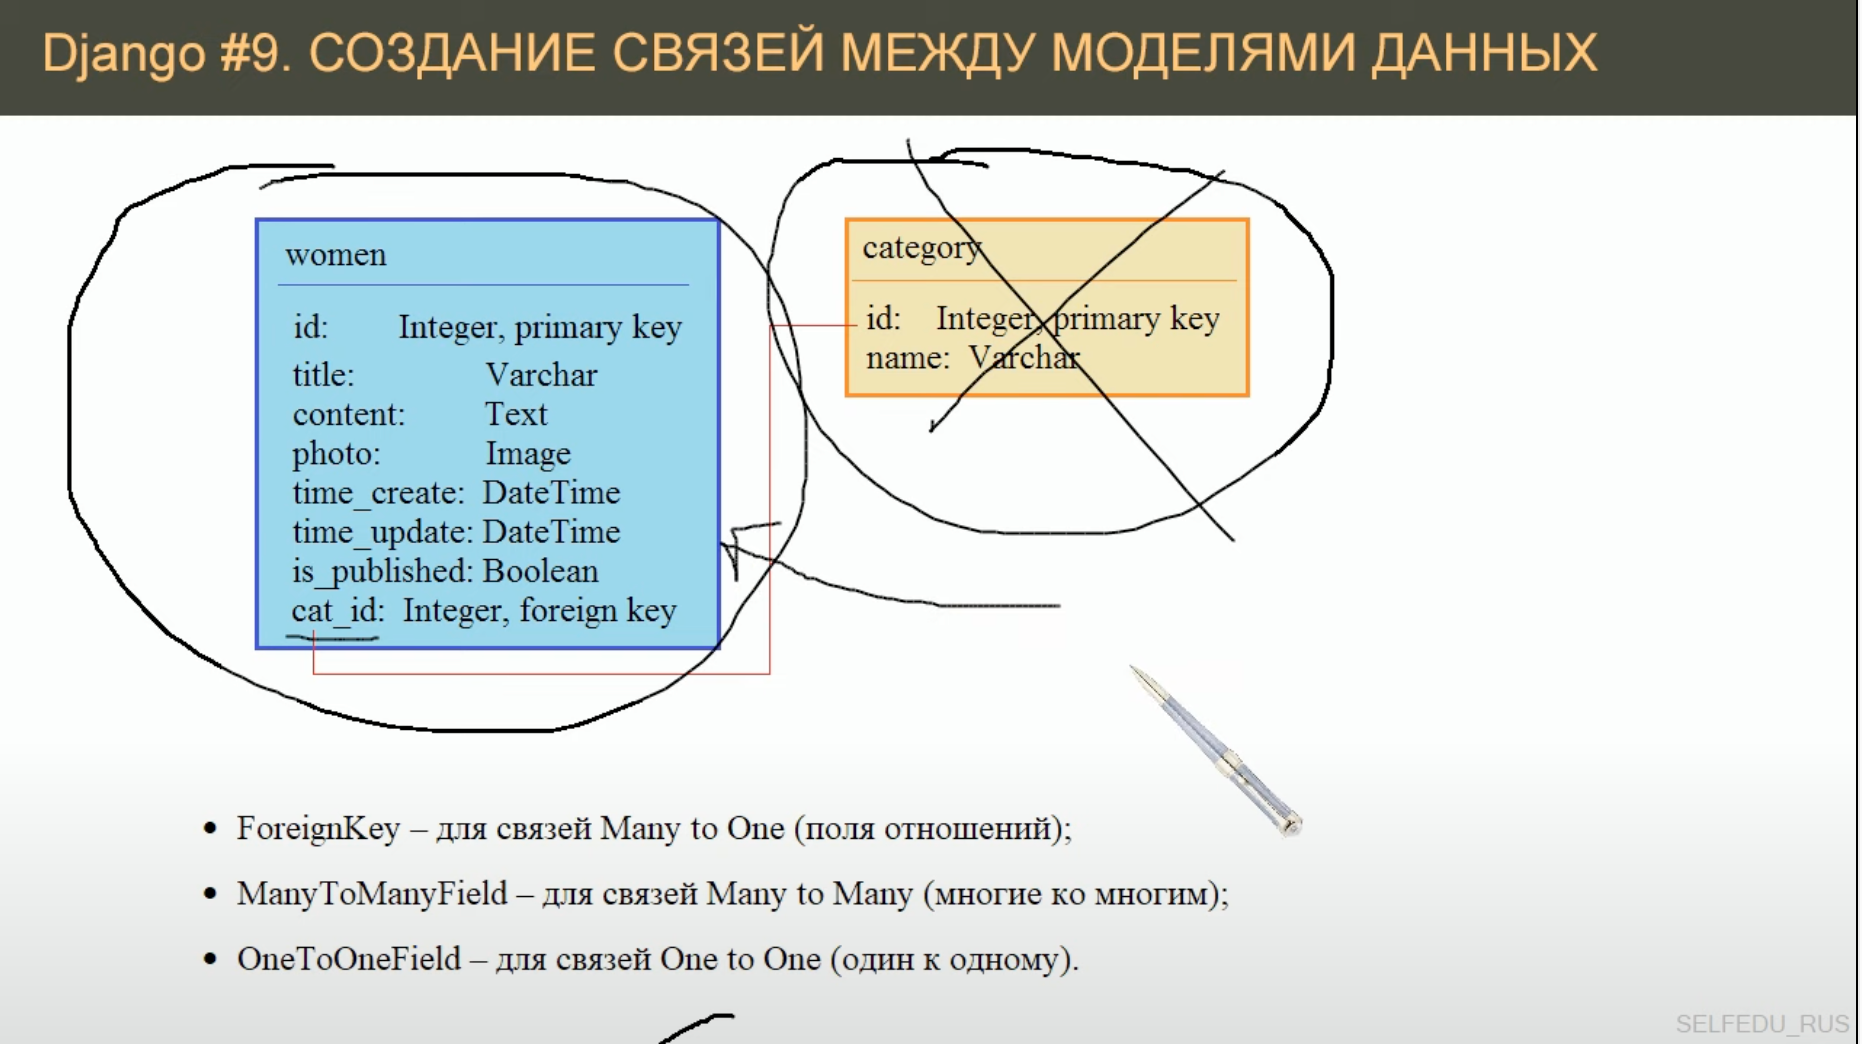 Django #9. СОЗДАНИЕ СВЯЗЕЙ МЕЖДУ МОДЕЛЯМИ ДАННЫХ
women
id: Integer, primary key
title: Varchar
content: Text
photo: Image
time_create: DateTime
time_update: DateTime
is_published: Boolean
cat_id: Integer, foreign key
category
id: Integer, primary key
name: Varchar
• ForeignKey – для связей Many to One (поля отношений);
• ManyToManyField – для связей Many to Many (многие ко многим);
• OneToOneField – для связей One to One (один к одному).
SELFEDU_RUS